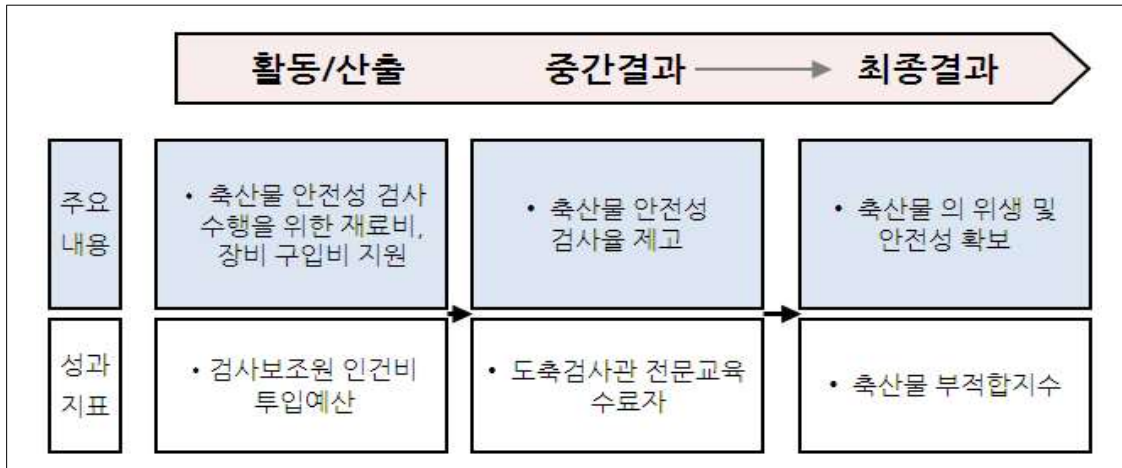 활동/산출
중간결과
최종결과
주요
내용
• 축산물 안전성 검사
수행을 위한 재료비,
장비 구입비 지원
• 축산물 안전성
검사율 제고
• 축산물 의 위생 및
안전성 확보
성과
지표
• 검사보조원 인건비
투입예산
• 도축검사관 전문교육
수료자
• 축산물 부적합지수